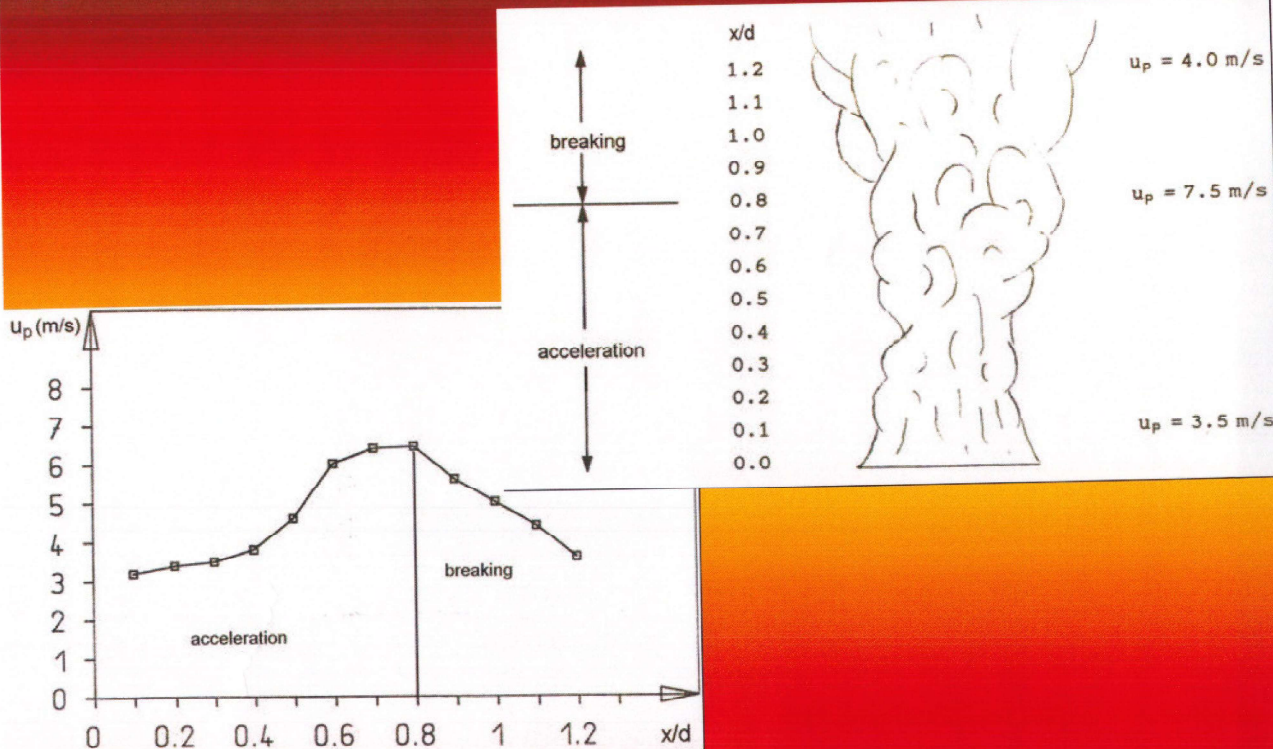 x/d
1.2
1.1
1.0
0.9
0.8
0.7
0.6
0.5
0.4
0.3
0.2
0.1
0.0
breaking
acceleration
uₚ = 4.0 m/s
uₚ = 7.5 m/s
uₚ = 3.5 m/s
uₚ (m/s)
8
7
6
5
4
3
2
1
0
breaking
acceleration
0 0.2 0.4 0.6 0.8 1 1.2 x/d